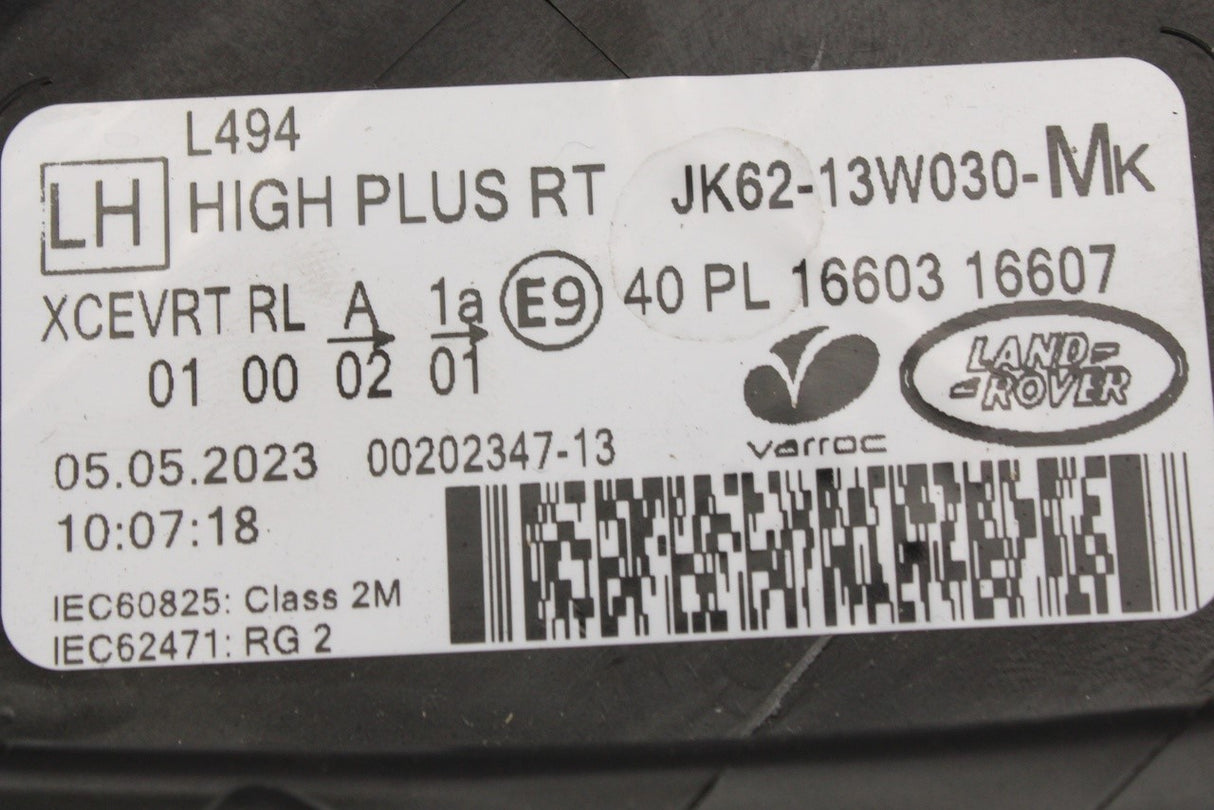 L494
LH HIGH PLUS RT JK62-13W030-MK
XCEVRT RL A 1a E9 40 PL 16603 16607
01 00 02 01
LAND-
-ROVER
varroc
05.05.2023 00202347-13
10:07:18
IEC60825: Class 2M
IEC62471: RG 2